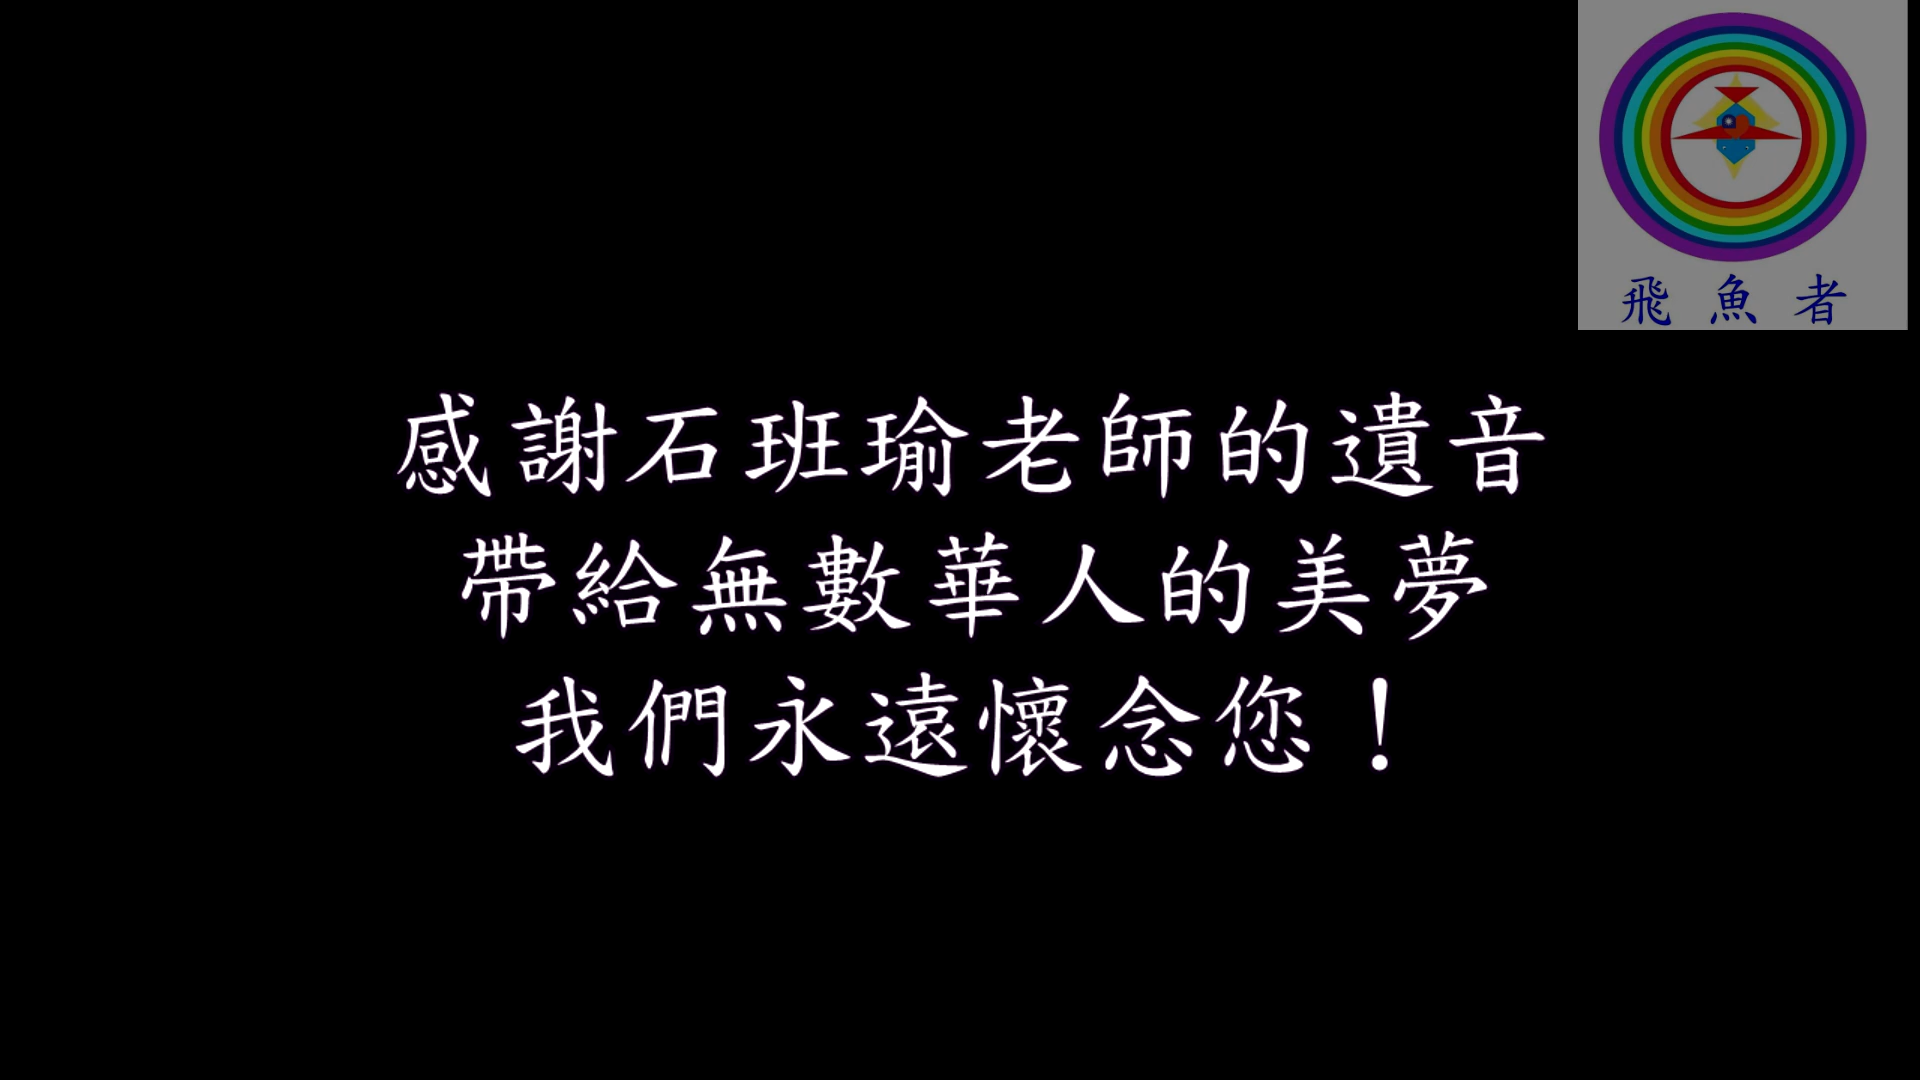 飛魚者
感謝石班瑜老師的遺音
帶給無數華人的美夢
我們永遠懷念您！